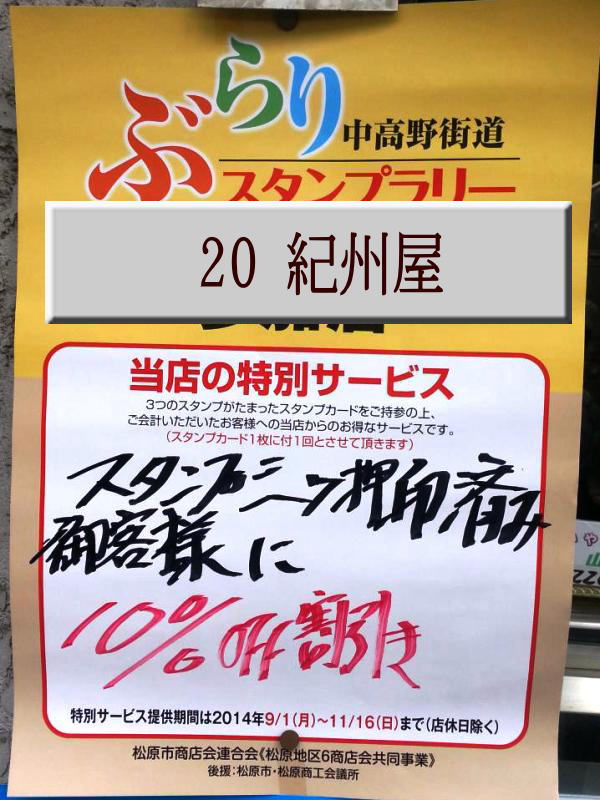 ぶらり
中高野街道
スタンプラリー
20 紀州屋
当店の特別サービス
3つのスタンプがたまったスタンプカードをご持参の上、
ご会計いただいたお客様への当店からのお得なサービスです。
(スタンプカード1枚に付1回とさせて頂きます)
押印済み
御客様に
10%OFF割引き
特別サービス提供期間は2014年9/1(月)～11/16(日)まで(店休日除く)
松原市商店会連合会《松原地区6商店会共同事業》
後援:松原市・松原商工会議所